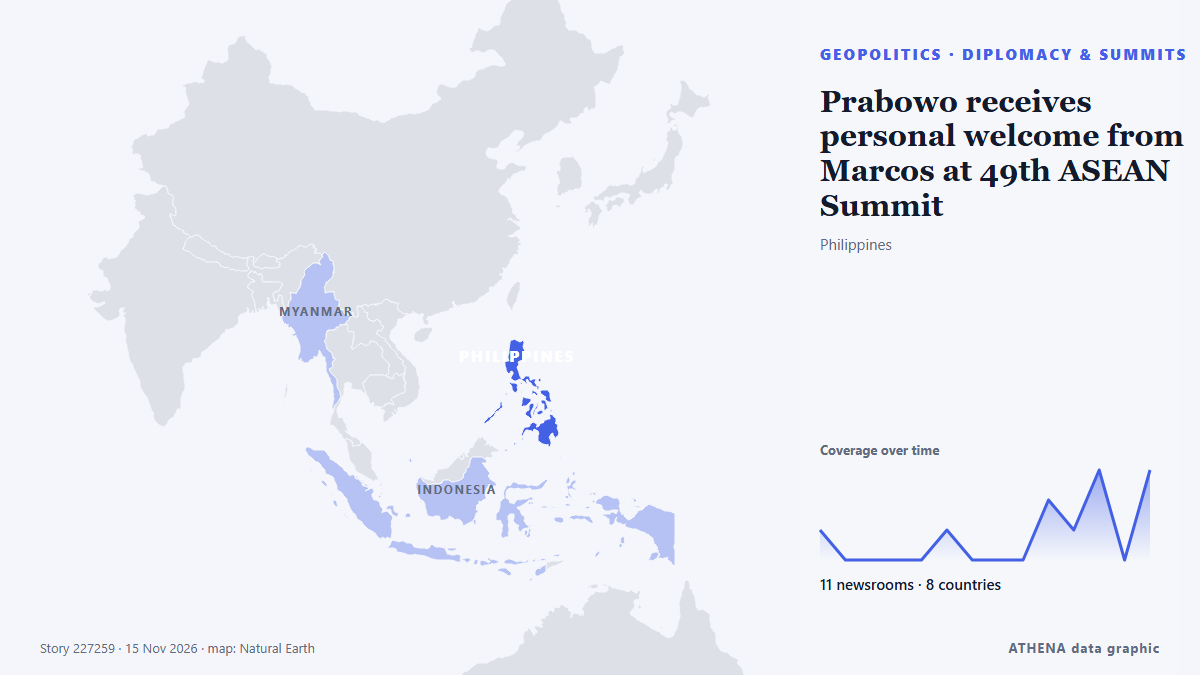 GEOPOLITICS · DIPLOMACY & SUMMITS
Prabowo receives
personal welcome from
Marcos at 49th ASEAN
Summit
Philippines
MYANMAR
PHILIPPINES
INDONESIA
Coverage over time
11 newsrooms · 8 countries
Story 227259 · 15 Nov 2026 · map: Natural Earth
ATHENA data graphic